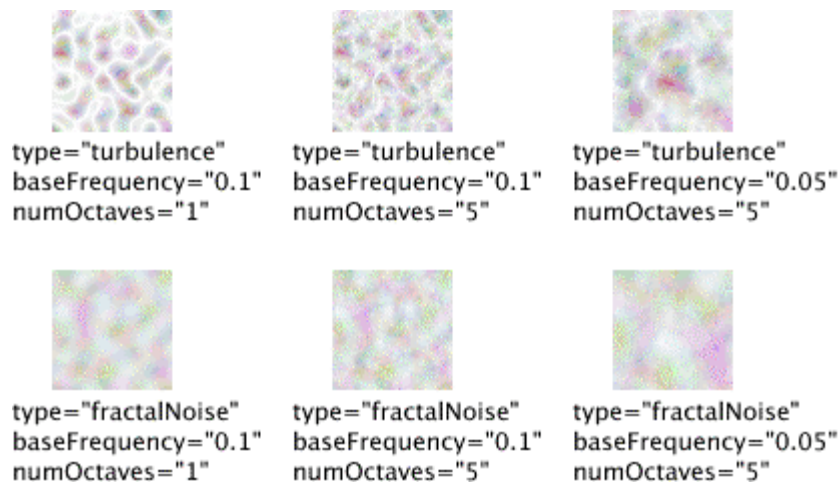 type="turbulence"
baseFrequency="0.1"
numOctaves="1"
type="turbulence"
baseFrequency="0.1"
numOctaves="5"
type="turbulence"
baseFrequency="0.05"
numOctaves="5"
type="fractalNoise"
baseFrequency="0.1"
numOctaves="1"
type="fractalNoise"
baseFrequency="0.1"
numOctaves="5"
type="fractalNoise"
baseFrequency="0.05"
numOctaves="5"